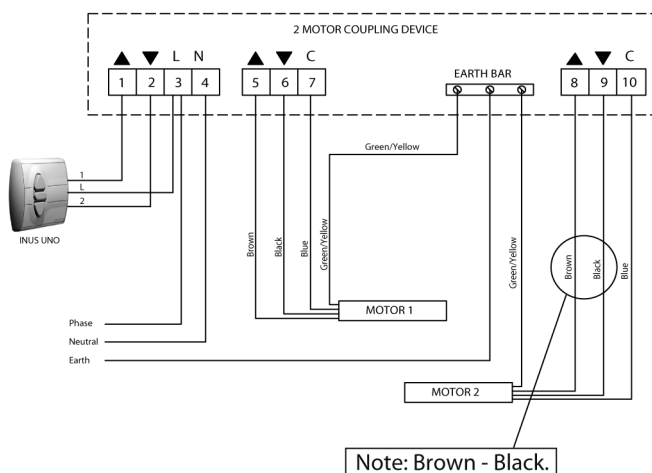 2 MOTOR COUPLING DEVICE
L N
C
C
EARTH BAR
1 2 3 4
5 6 7
8 9 10
Green/Yellow
1
L
2
INUS UNO
Brown
Black
Blue
Green/Yellow
Green/Yellow
Brown
Black
Blue
MOTOR 1
Phase
Neutral
Earth
MOTOR 2
Note: Brown - Black.